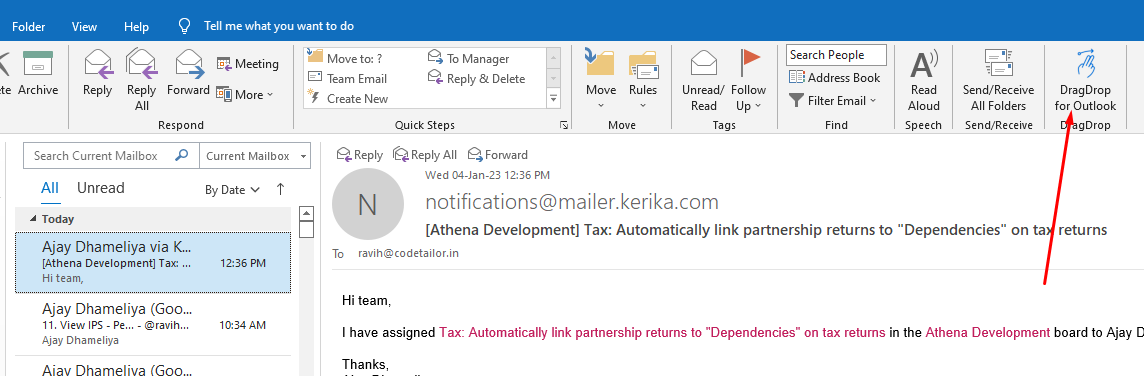 Folder View Help Tell me what you want to do
Archive
Reply
Reply All
Forward
Meeting
More
Respond
Move to: ?
Team Email
Create New
To Manager
Reply & Delete
Quick Steps
Move
Rules
Move
Unread/ Read
Follow Up
Tags
Search People
Address Book
Filter Email
Find
Read Aloud
Speech
Send/Receive All Folders
Send/Receive
DragDrop for Outlook
DragDrop
Search Current Mailbox Current Mailbox
All Unread By Date
Today
Ajay Dhameliya via K...
[Athena Development] Tax: ... 12:36 PM
Hi team,
Ajay Dhameliya (Goo...
11. View IPS - Pe... - @ravih... 10:34 AM
Ajay Dhameliya
Ajay Dhameliya (Goo...
Reply Reply All Forward
Wed 04-Jan-23 12:36 PM
N
notifications@mailer.kerika.com
[Athena Development] Tax: Automatically link partnership returns to "Dependencies" on tax returns
To ravih@codetailor.in
Hi team,
I have assigned Tax: Automatically link partnership returns to "Dependencies" on tax returns in the Athena Development board to Ajay D
Thanks,